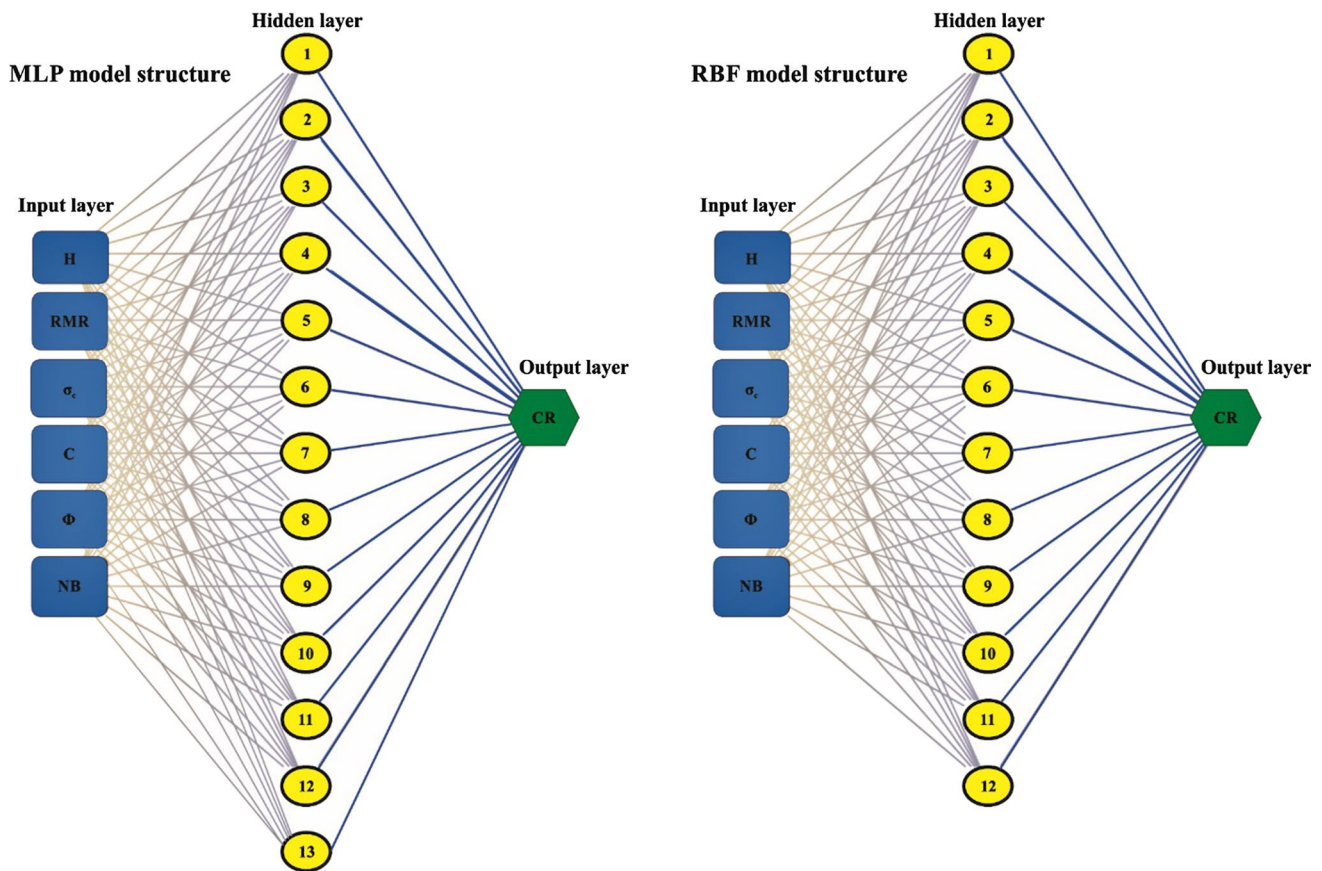 Hidden layer
MLP model structure
1
2
3
4
5
6
7
8
9
10
11
12
13
Input layer
H
RMR
σc
C
Φ
NB
Output layer
CR
Hidden layer
RBF model structure
1
2
3
4
5
6
7
8
9
10
11
12
Input layer
H
RMR
σc
C
Φ
NB
Output layer
CR